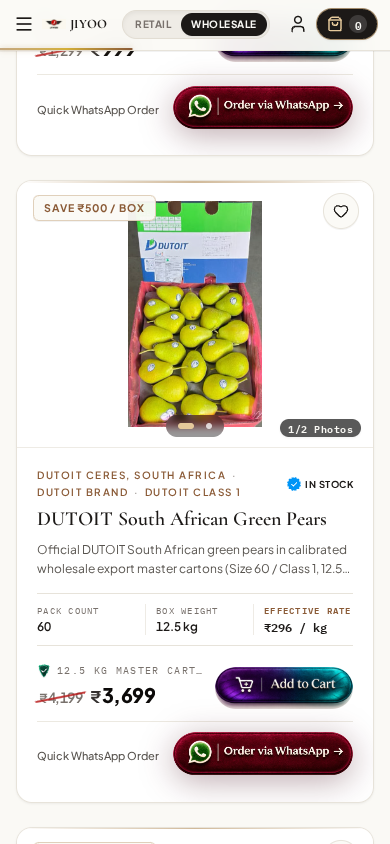 JIYOO
RETAIL
WHOLESALE
0
Quick WhatsApp Order
Order via WhatsApp →
SAVE ₹500 / BOX
DUTOIT
1/2 Photos
DUTOIT CERES, SOUTH AFRICA ·
DUTOIT BRAND · DUTOIT CLASS 1
IN STOCK
DUTOIT South African Green Pears
Official DUTOIT South African green pears in calibrated
wholesale export master cartons (Size 60 / Class 1, 12.5...
PACK COUNT
60
BOX WEIGHT
12.5 kg
EFFECTIVE RATE
₹296 / kg
12.5 KG MASTER CART…
₹4,199 ₹3,699
Add to Cart
Quick WhatsApp Order
Order via WhatsApp →